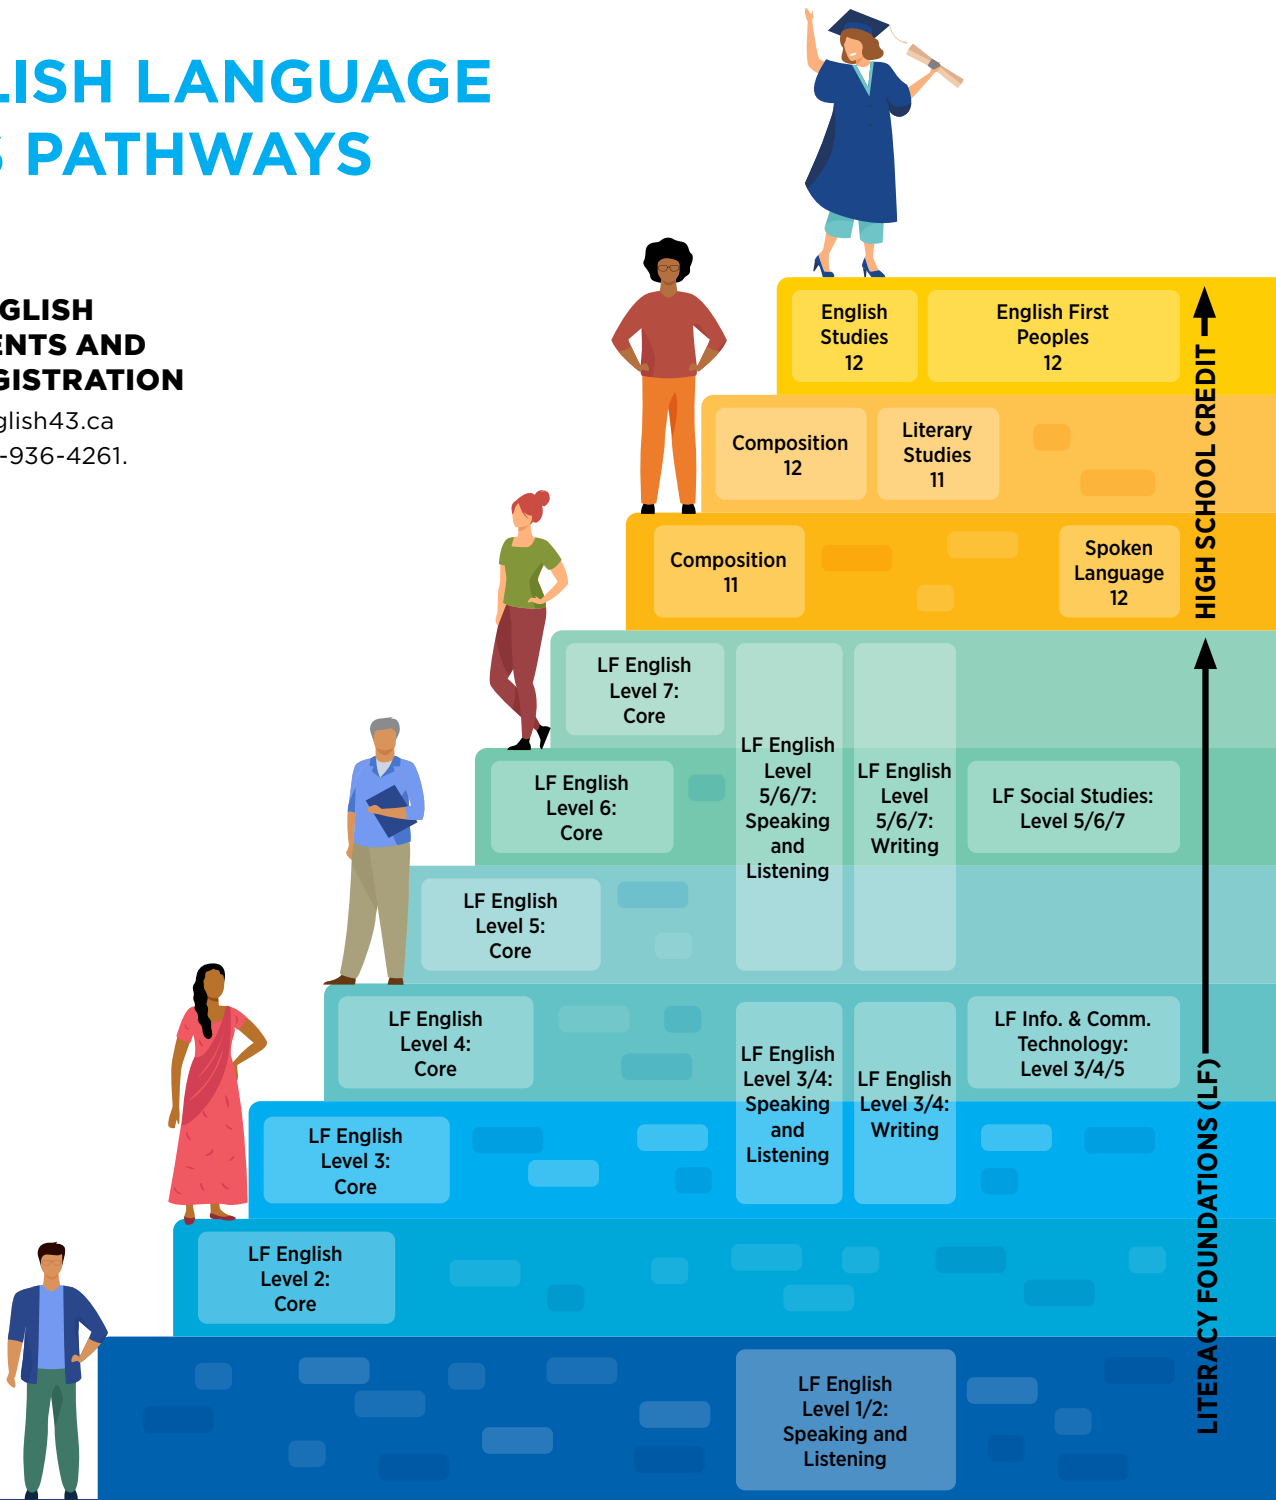 LISH LANGUAGE
S PATHWAYS
GLISH
ENTS AND
GISTRATION
glish43.ca
-936-4261.
English
Studies
12
English First
Peoples
12
Composition
12
Literary
Studies
11
Composition
11
Spoken
Language
12
HIGH SCHOOL CREDIT
LF English
Level 7:
Core
LF English
Level 6:
Core
LF English
Level 5:
Core
LF English
Level
5/6/7:
Speaking
and
Listening
LF English
Level
5/6/7:
Writing
LF Social Studies:
Level 5/6/7
LF English
Level 4:
Core
LF English
Level 3:
Core
LF English
Level 3/4:
Speaking
and
Listening
LF English
Level 3/4:
Writing
LF Info. & Comm.
Technology:
Level 3/4/5
LF English
Level 2:
Core
LF English
Level 1/2:
Speaking and
Listening
LITERACY FOUNDATIONS (LF)